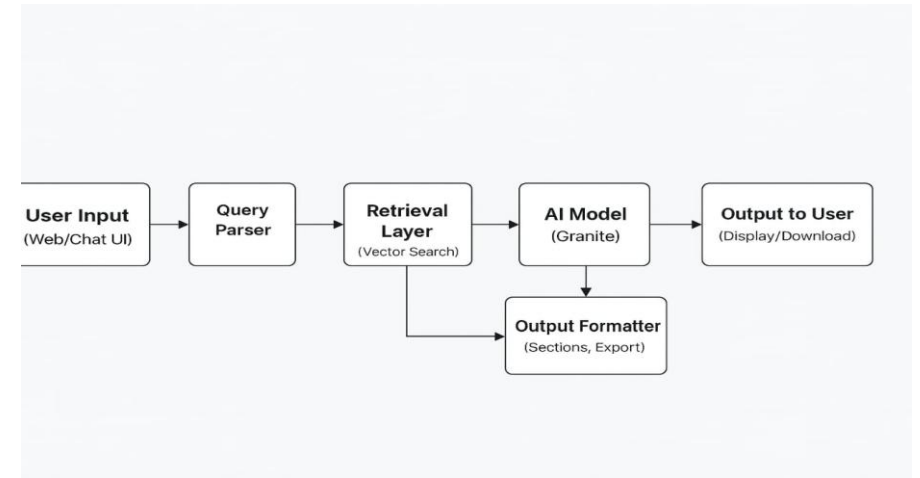 User Input
(Web/Chat UI)
Query
Parser
Retrieval
Layer
(Vector Search)
AI Model
(Granite)
Output to User
(Display/Download)
Output Formatter
(Sections, Export)